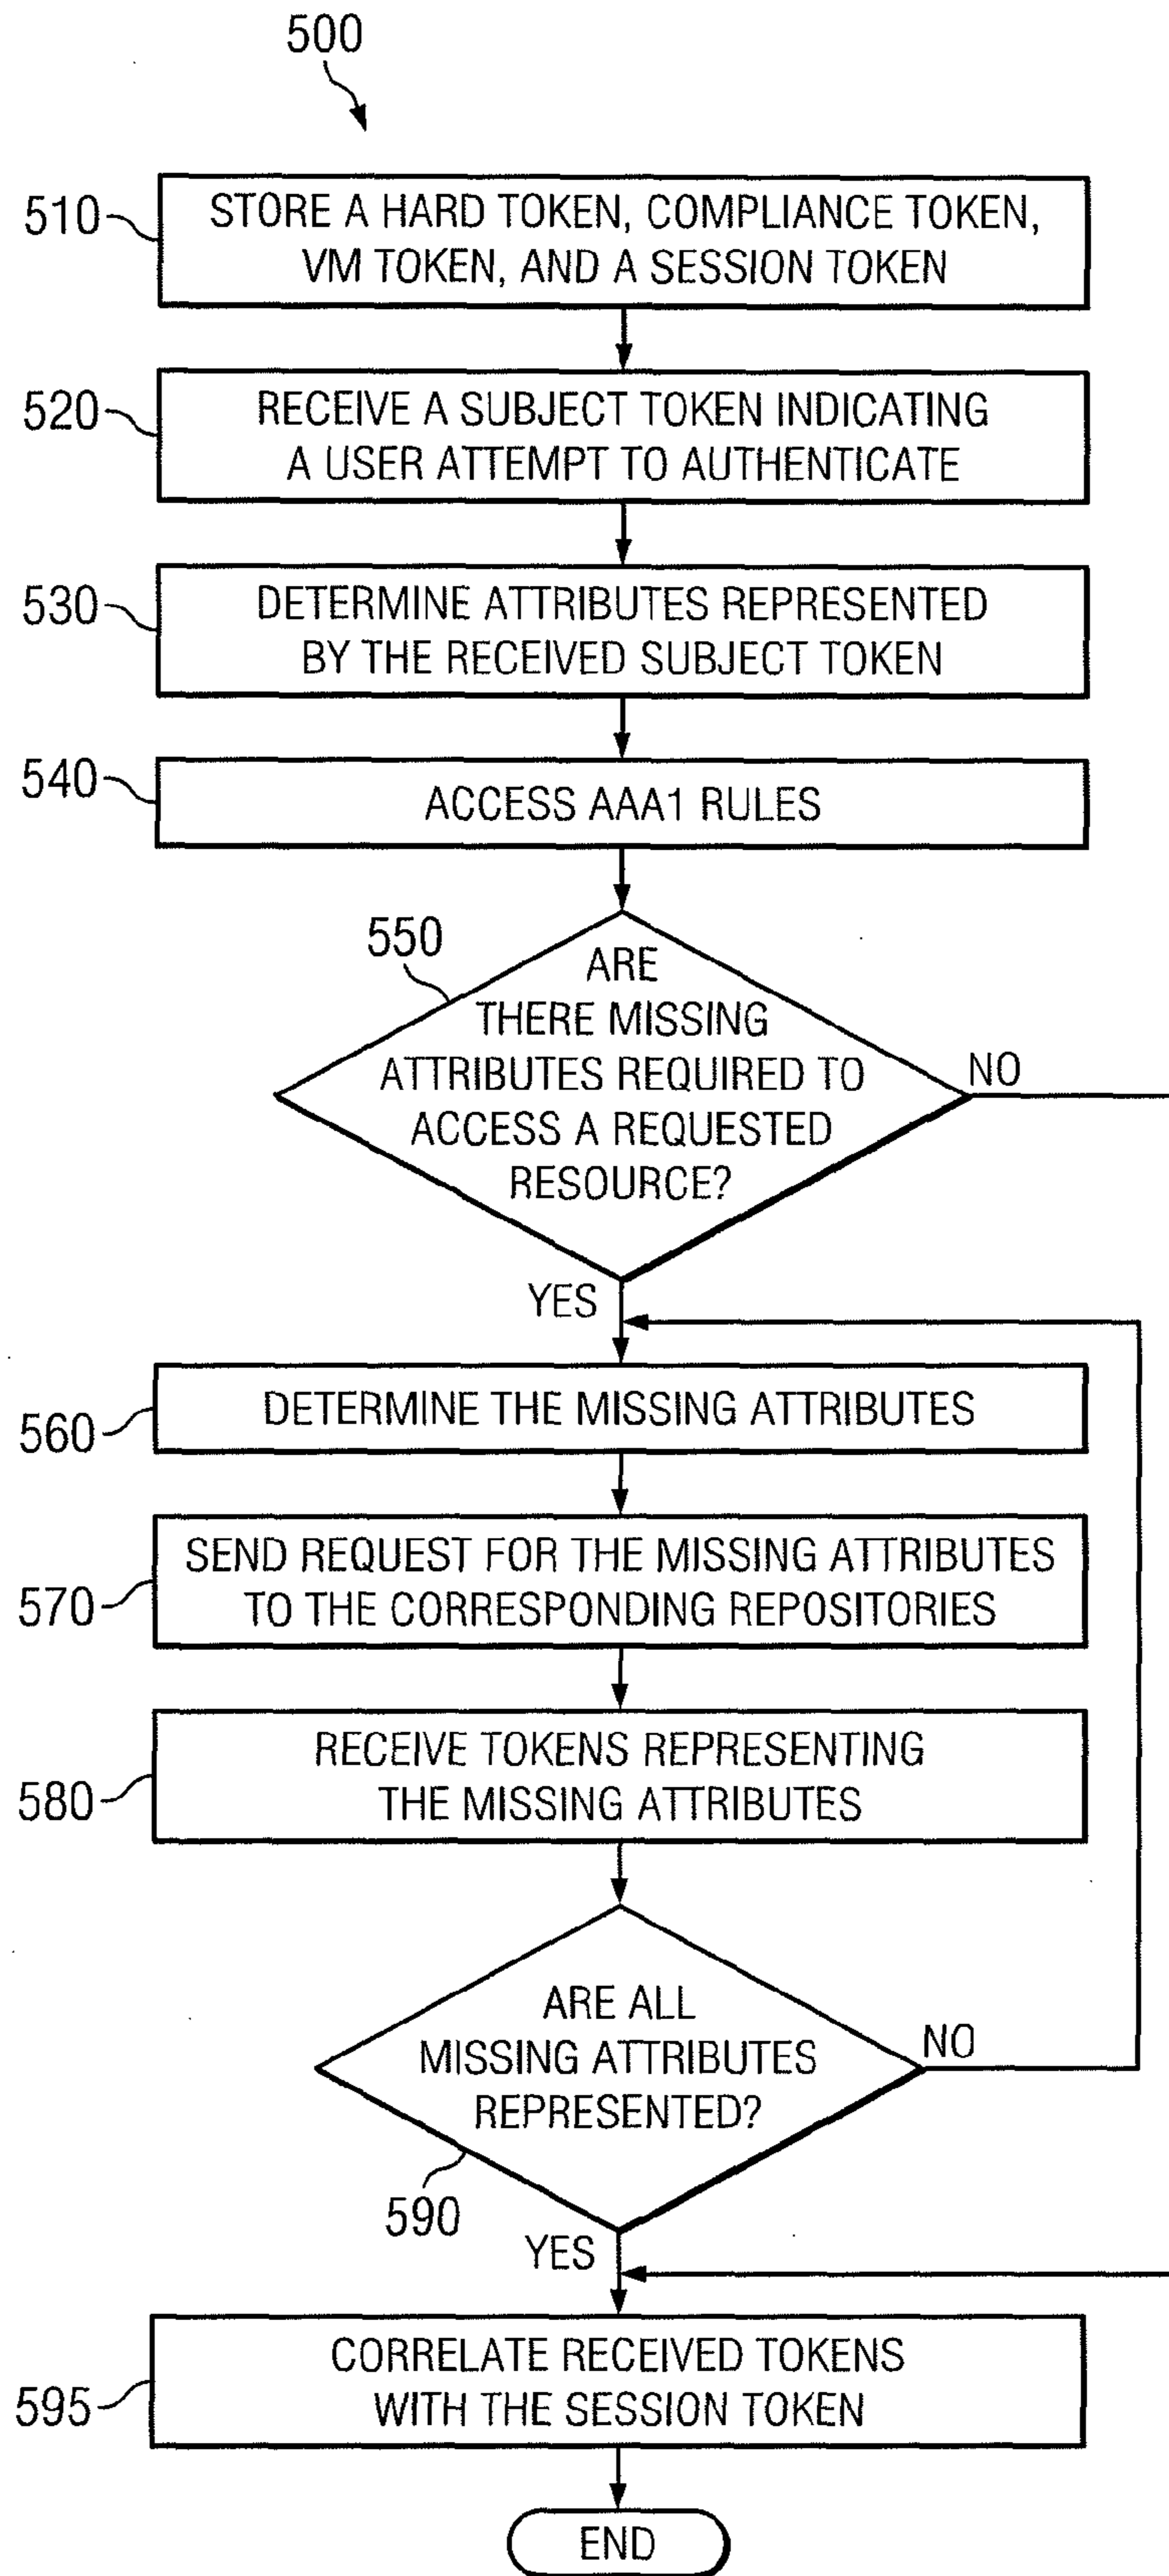 500
510
STORE A HARD TOKEN, COMPLIANCE TOKEN,
VM TOKEN, AND A SESSION TOKEN
520
RECEIVE A SUBJECT TOKEN INDICATING
A USER ATTEMPT TO AUTHENTICATE
530
DETERMINE ATTRIBUTES REPRESENTED
BY THE RECEIVED SUBJECT TOKEN
540
ACCESS AAA1 RULES
550
ARE
THERE MISSING
ATTRIBUTES REQUIRED TO
ACCESS A REQUESTED
RESOURCE?
NO
YES
560
DETERMINE THE MISSING ATTRIBUTES
570
SEND REQUEST FOR THE MISSING ATTRIBUTES
TO THE CORRESPONDING REPOSITORIES
580
RECEIVE TOKENS REPRESENTING
THE MISSING ATTRIBUTES
ARE ALL
MISSING ATTRIBUTES
REPRESENTED?
NO
590
YES
595
CORRELATE RECEIVED TOKENS
WITH THE SESSION TOKEN
END